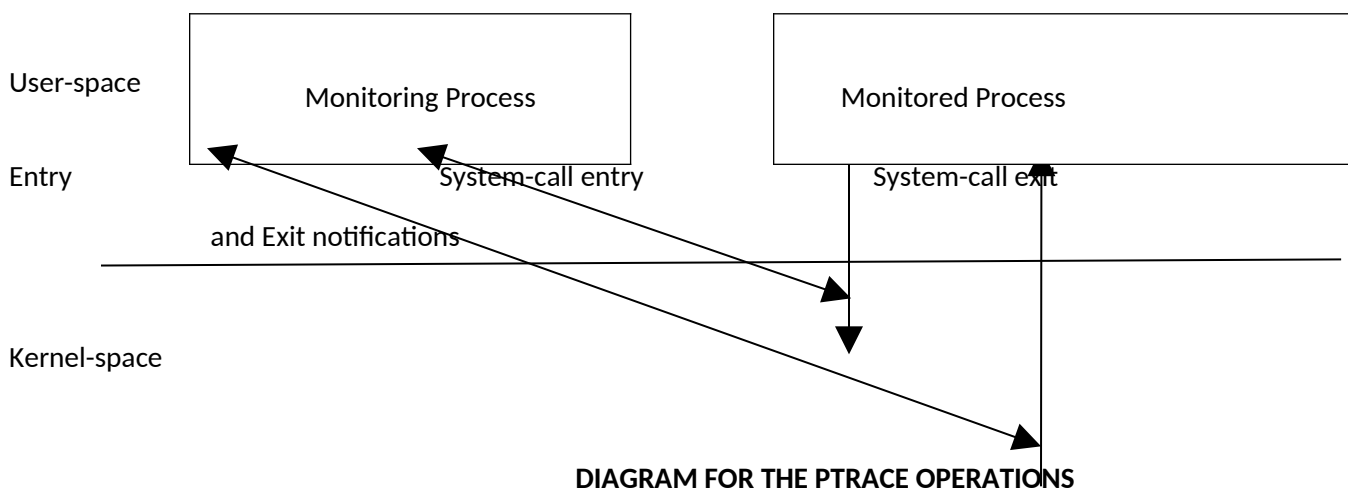 User-space
Monitoring Process
Monitored Process
Entry
System-call entry
System-call exit
and Exit notifications
Kernel-space
DIAGRAM FOR THE PTRACE OPERATIONS